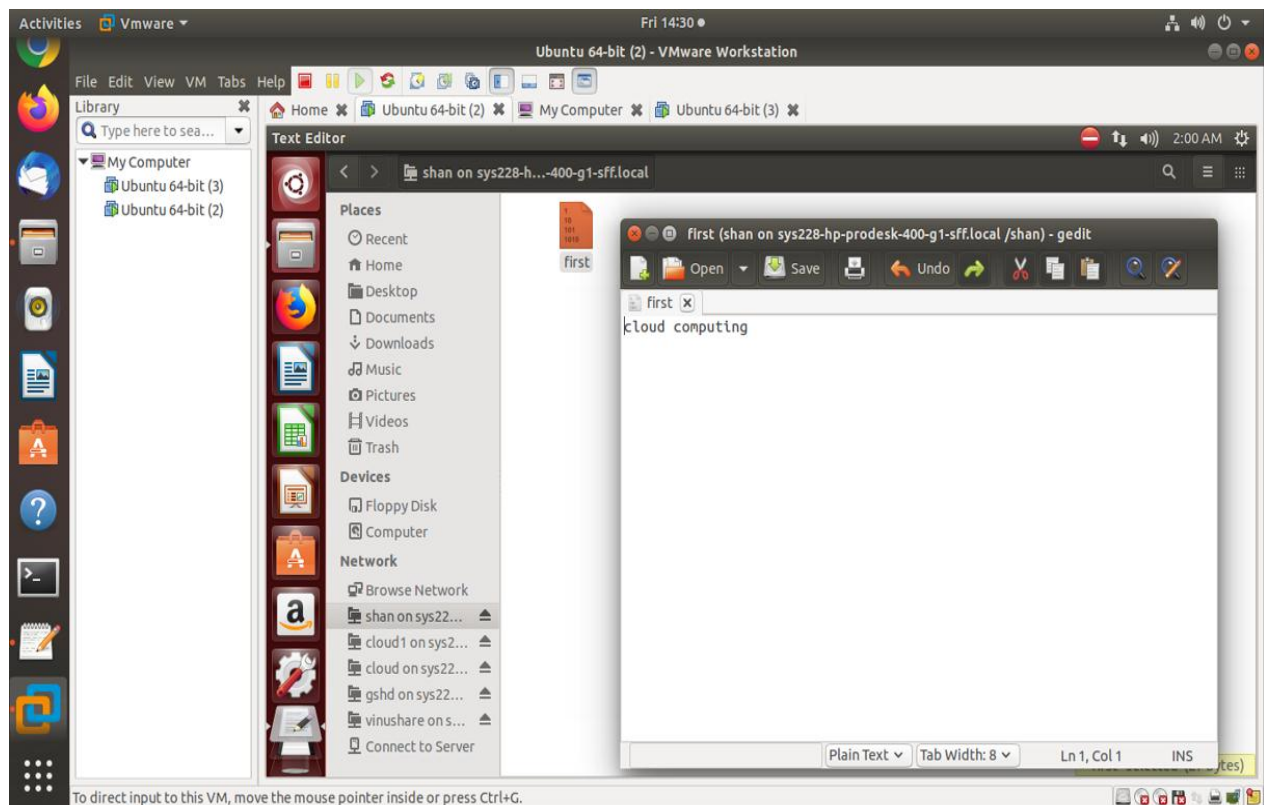 Activities Vmware Fri 14:30
Ubuntu 64-bit (2) - VMware Workstation
File Edit View VM Tabs Help
Library
Home Ubuntu 64-bit (2) My Computer Ubuntu 64-bit (3)
Type here to sea...
My Computer
Ubuntu 64-bit (3)
Ubuntu 64-bit (2)
Text Editor 2:00 AM
shan on sys228-h...-400-g1-sff.local
Places
Recent
Home
Desktop
Documents
Downloads
Music
Pictures
Videos
Trash
Devices
Floppy Disk
Computer
Network
Browse Network
shan on sys22...
cloud1 on sys2...
cloud on sys22...
gshd on sys22...
vinushare on s...
Connect to Server
first
first (shan on sys228-hp-prodesk-400-g1-sff.local /shan) - gedit
Open Save Undo
first
cloud computing
Plain Text Tab Width: 8 Ln 1, Col 1 INS
To direct input to this VM, move the mouse pointer inside or press Ctrl+G.